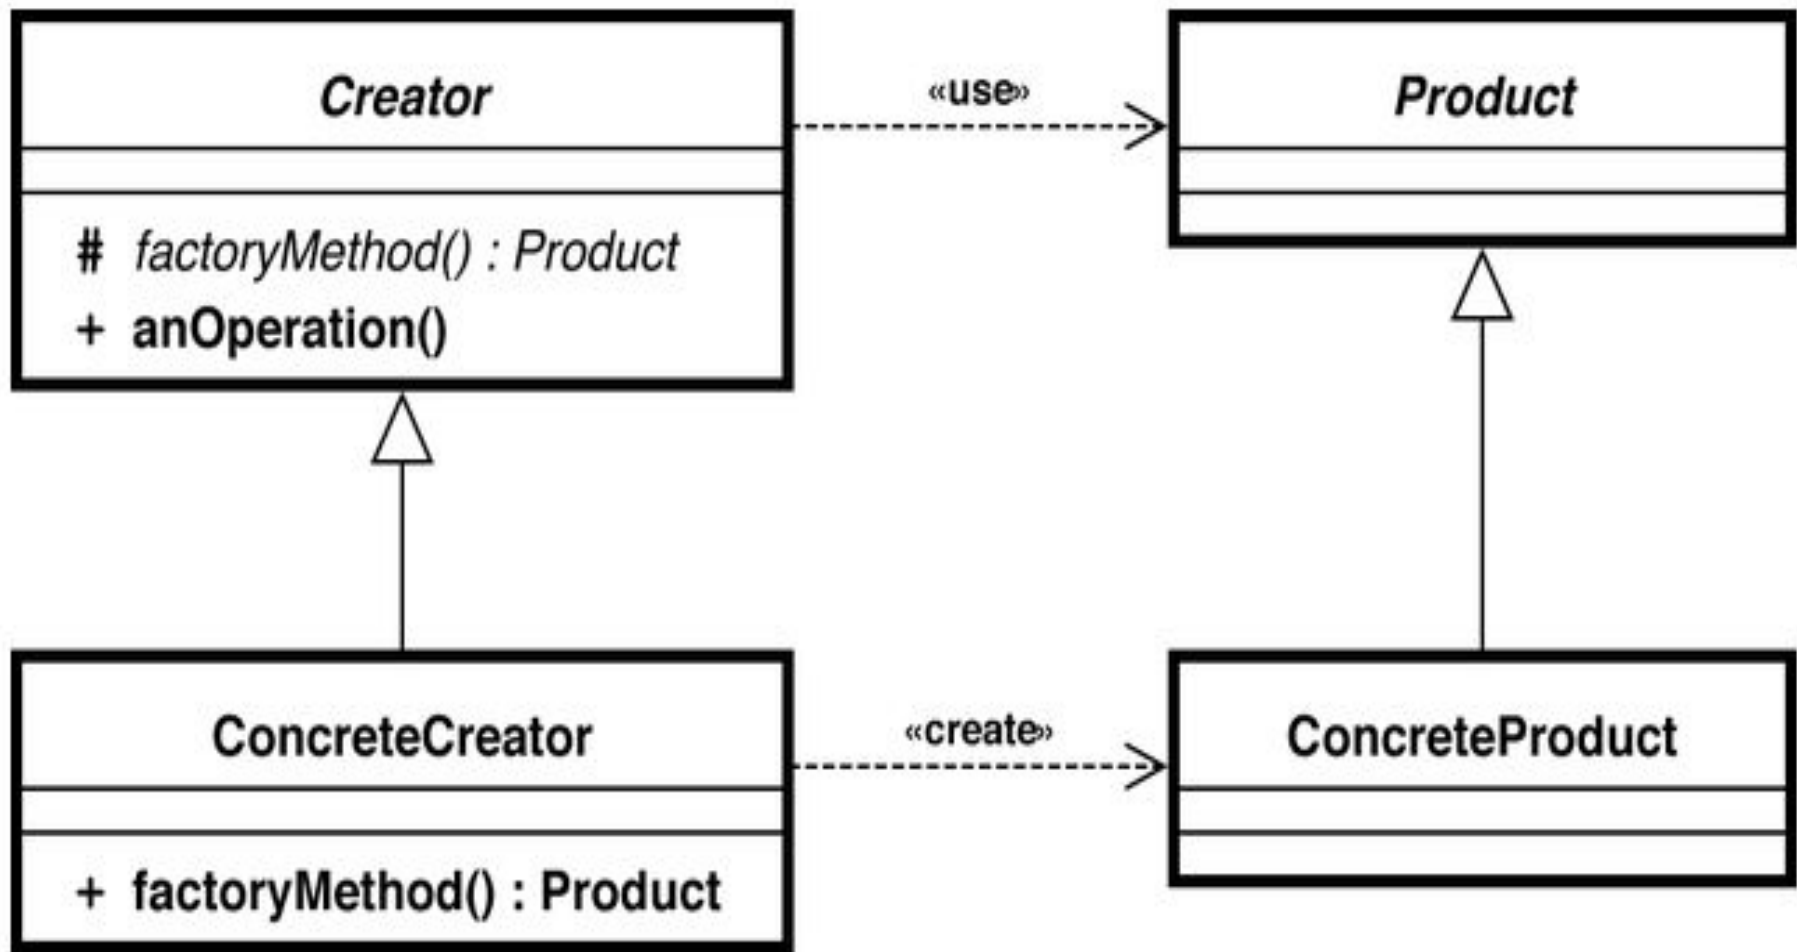 Creator
«use»
Product
# factoryMethod() : Product
+ anOperation()
ConcreteCreator
«create»
ConcreteProduct
+ factoryMethod() : Product